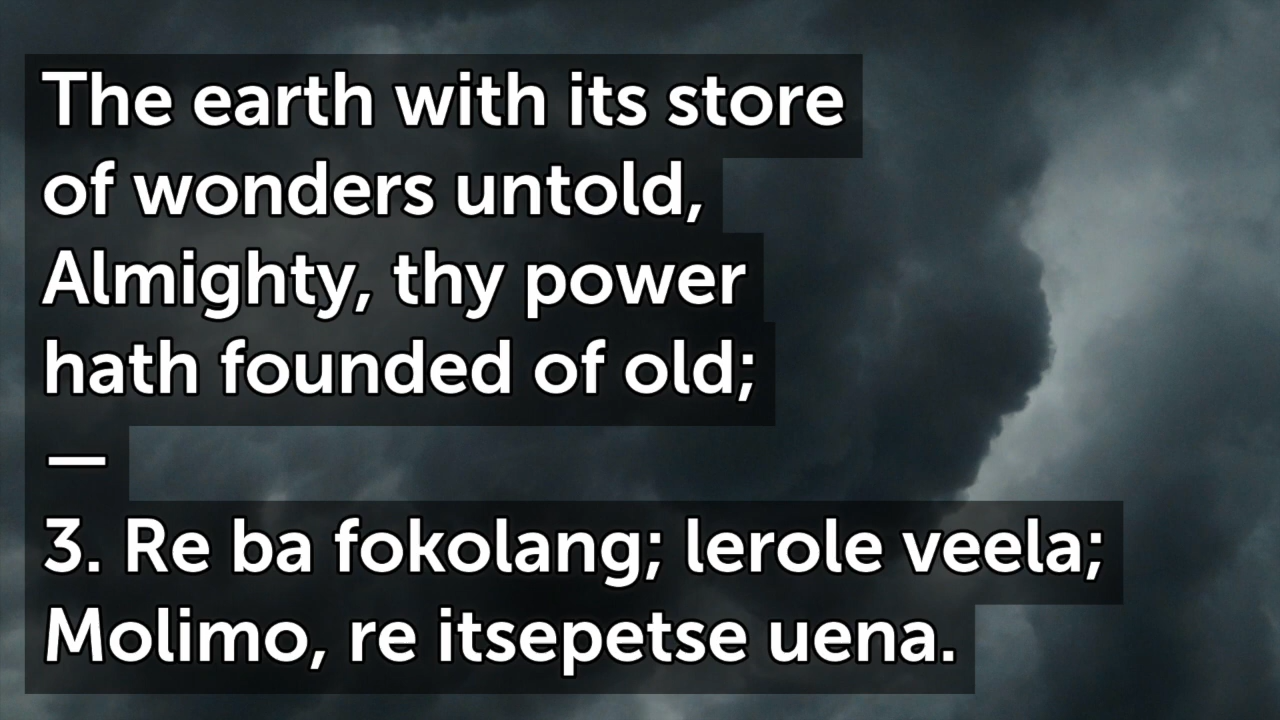 The earth with its store
of wonders untold,
Almighty, thy power
hath founded of old;
—
3. Re ba fokolang; lerole veela;
Molimo, re itsepetse uena.